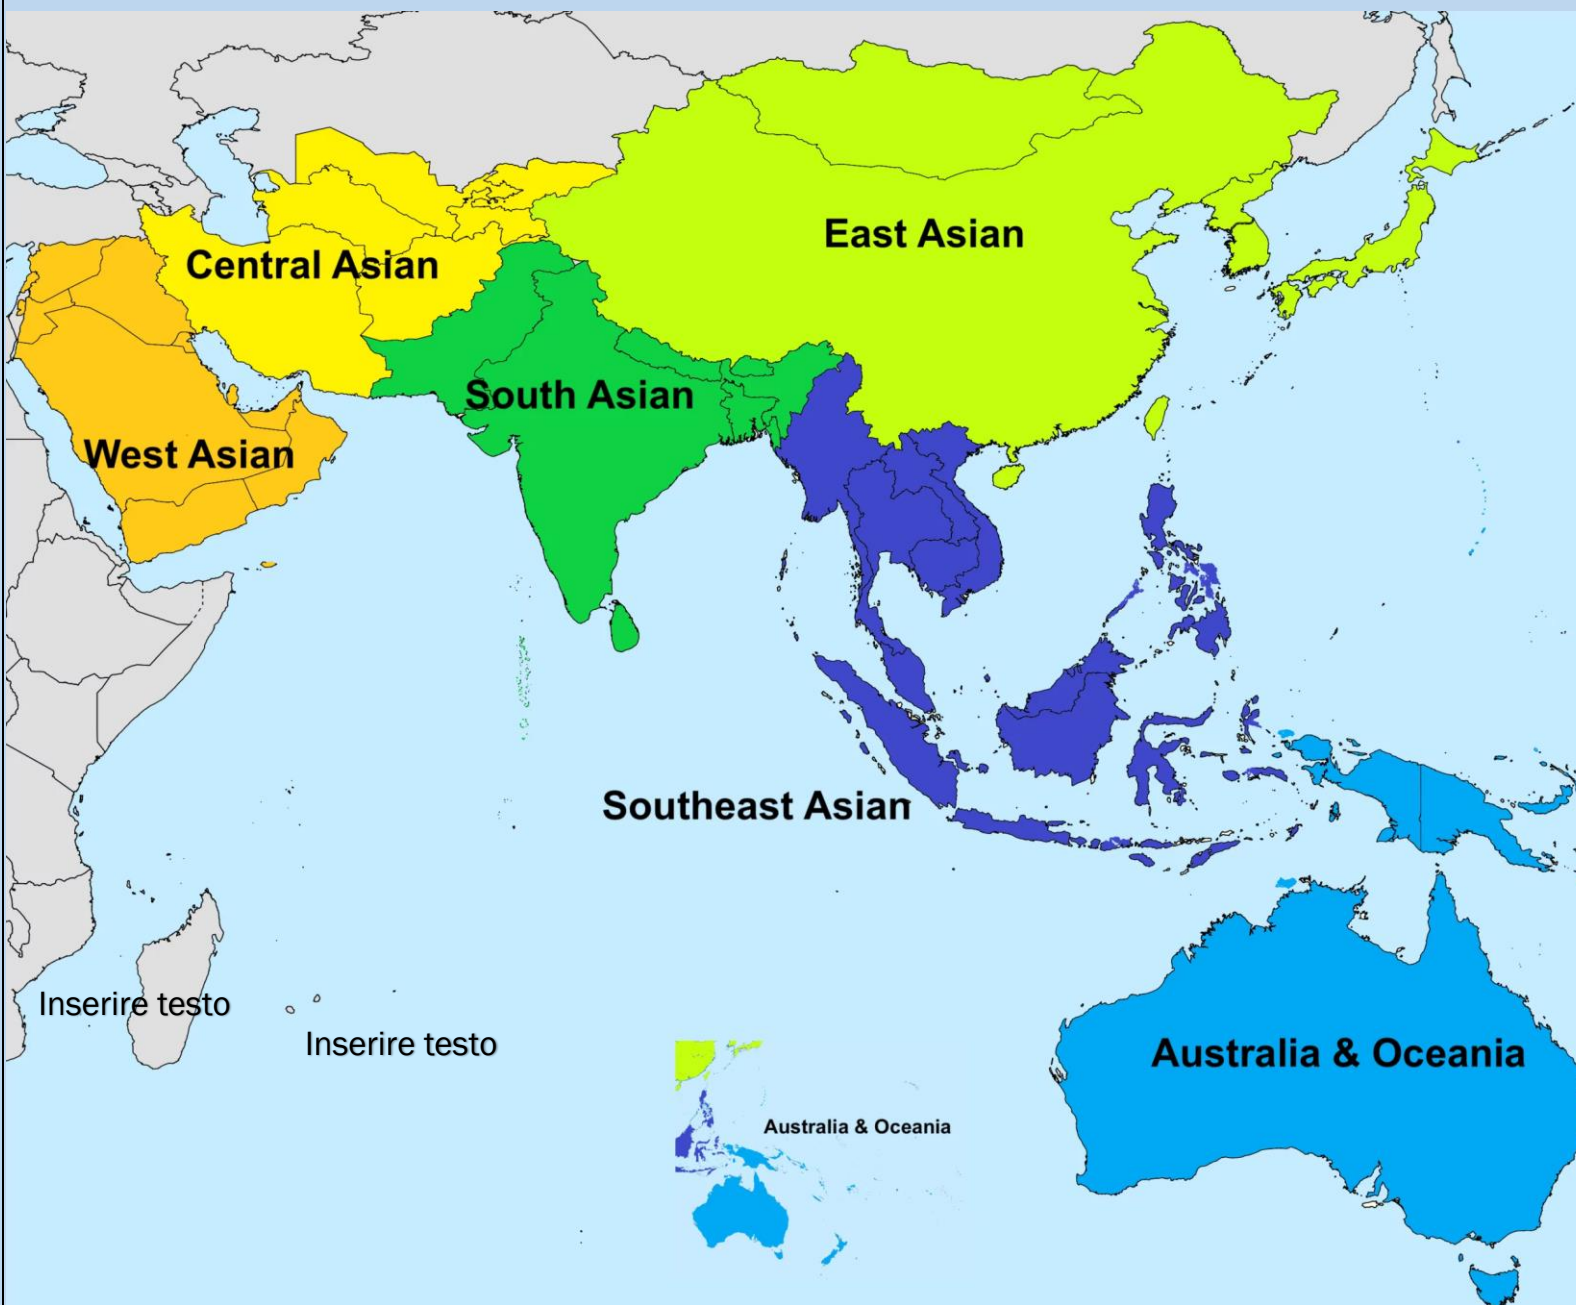 East Asian
Central Asian
South Asian
West Asian
Southeast Asian
Inserire testo
Inserire testo
Australia & Oceania
Australia & Oceania